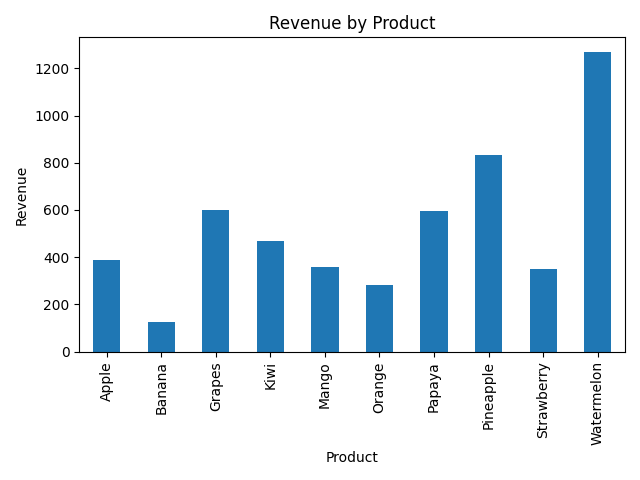 Revenue by Product
Revenue
1200
1000
800
600
400
200
0
Apple
Banana
Grapes
Kiwi
Mango
Orange
Papaya
Pineapple
Strawberry
Watermelon
Product